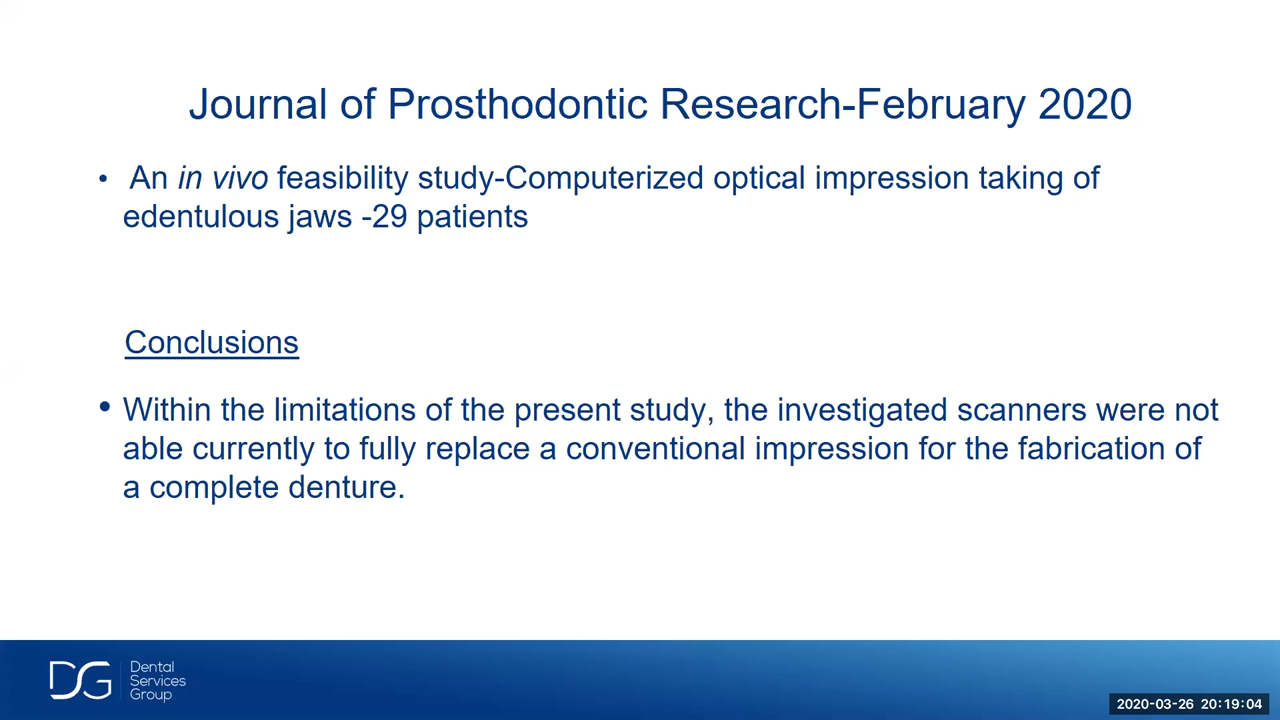 Journal of Prosthodontic Research-February 2020
• An in vivo feasibility study-Computerized optical impression taking of
edentulous jaws -29 patients
Conclusions
• Within the limitations of the present study, the investigated scanners were not
able currently to fully replace a conventional impression for the fabrication of
a complete denture.
DSG
Dental
Services
Group
2020-03-26 20:19:04